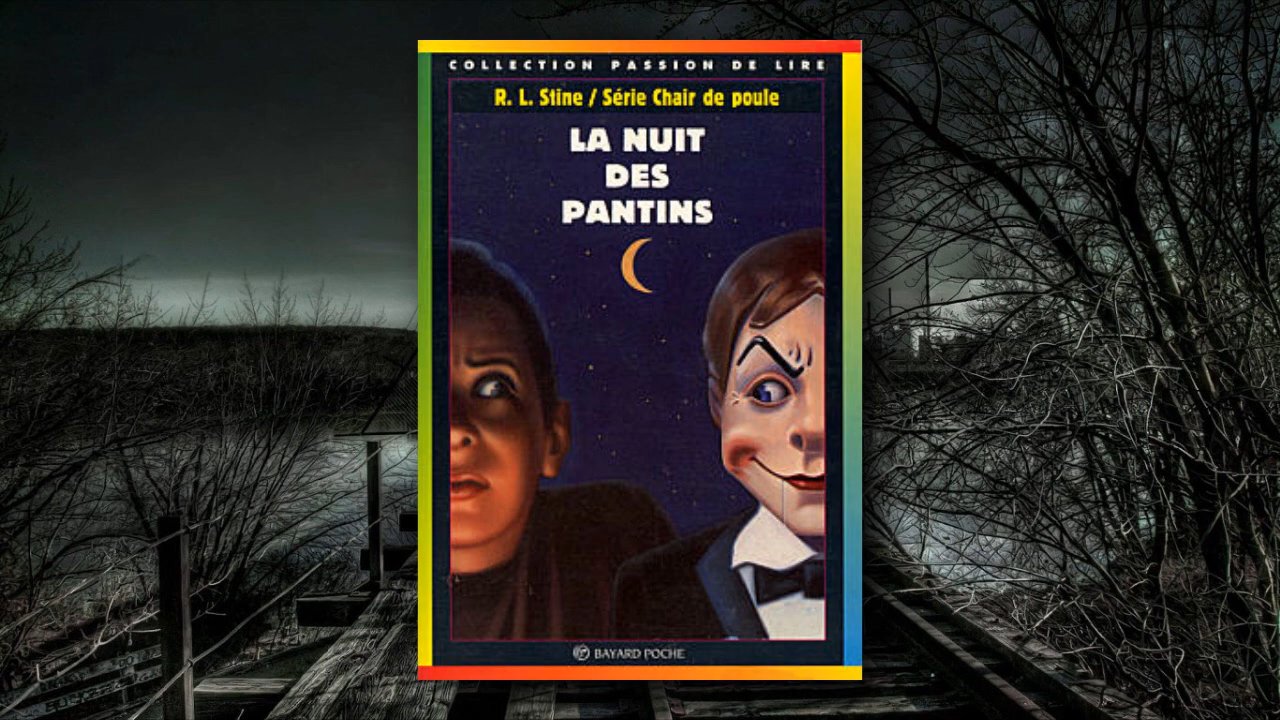 COLLECTION PASSION DE LIRE
R. L. Stine / Série Chair de poule
LA NUIT
DES
PANTINS
BAYARD POCHE